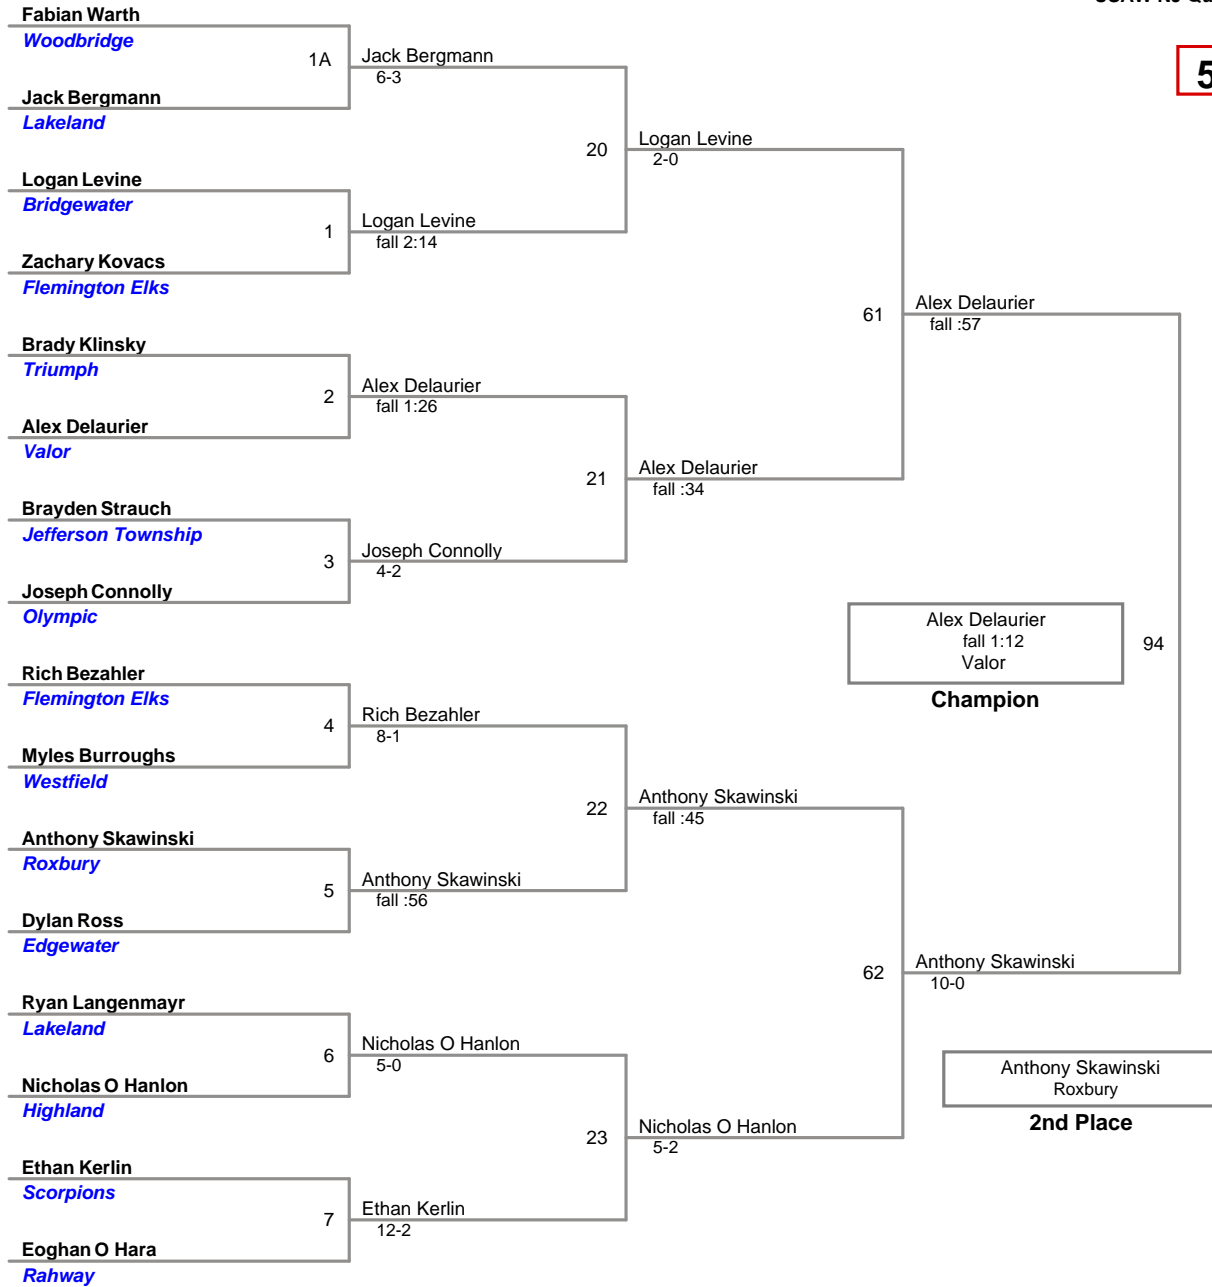 Fabian Warth
Woodbridge
1A
Jack Bergmann
6-3
5
Jack Bergmann
Lakeland
20
Logan Levine
2-0
Logan Levine
Bridgewater
1
Logan Levine
fall 2:14
Zachary Kovacs
Flemington Elks
61
Alex Delaurier
fall :57
Brady Klinsky
Triumph
2
Alex Delaurier
fall 1:26
Alex Delaurier
Valor
21
Alex Delaurier
fall :34
Brayden Strauch
Jefferson Township
3
Joseph Connolly
4-2
Joseph Connolly
Olympic
Alex Delaurier
fall 1:12
Valor
94
Champion
Rich Bezahler
Flemington Elks
4
Rich Bezahler
8-1
Myles Burroughs
Westfield
22
Anthony Skawinski
fall :45
Anthony Skawinski
Roxbury
5
Anthony Skawinski
fall :56
Dylan Ross
Edgewater
62
Anthony Skawinski
10-0
Ryan Langenmayr
Lakeland
6
Nicholas O Hanlon
5-0
Nicholas O Hanlon
Highland
Anthony Skawinski
Roxbury
2nd Place
23
Nicholas O Hanlon
5-2
Ethan Kerlin
Scorpions
7
Ethan Kerlin
12-2
Eoghan O Hara
Rahway